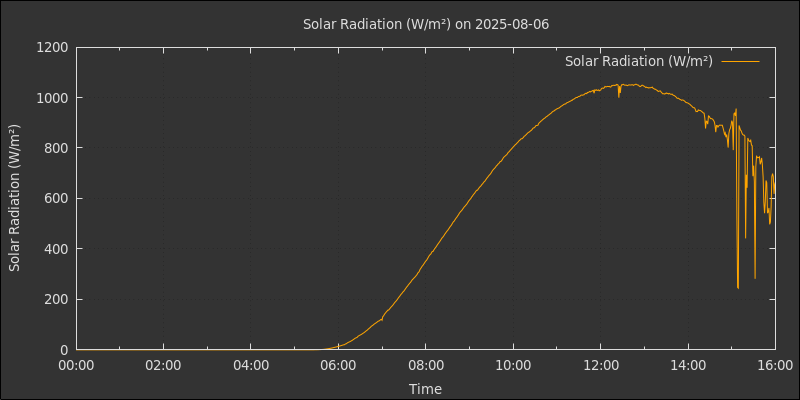 Solar Radiation (W/m²) on 2025-08-06
Solar Radiation (W/m²)
Solar Radiation (W/m²)
1200
1000
800
600
400
200
0
00:00 02:00 04:00 06:00 08:00 10:00 12:00 14:00 16:00
Time